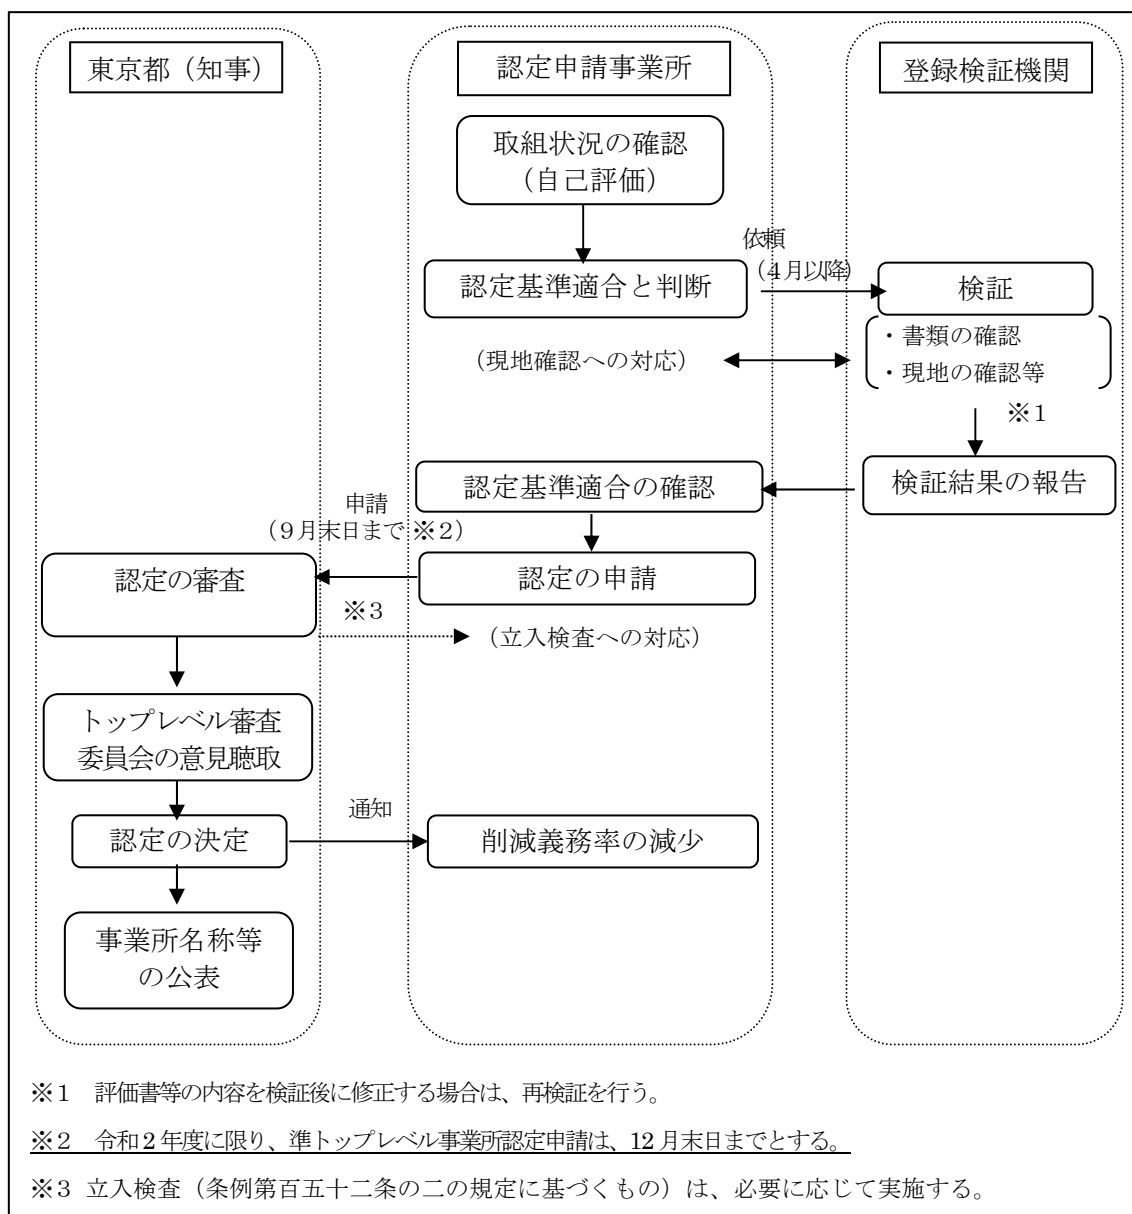 東京都（知事）
認定申請事業所
登録検証機関
取組状況の確認
（自己評価）
依頼
（4月以降）
認定基準適合と判断
検証
・書類の確認
・現地の確認等
（現地確認への対応）
※1
認定基準適合の確認
検証結果の報告
申請
（９月末日まで ※２）
認定の審査
認定の申請
※3
（立入検査への対応）
トップレベル審査
委員会の意見聴取
通知
認定の決定
削減義務率の減少
事業所名称等
の公表
※１　評価書等の内容を検証後に修正する場合は、再検証を行う。
※２　令和２年度に限り、準トップレベル事業所認定申請は、12 月末日までとする。
※３ 立入検査（条例第百五十二条の二の規定に基づくもの）は、必要に応じて実施する。